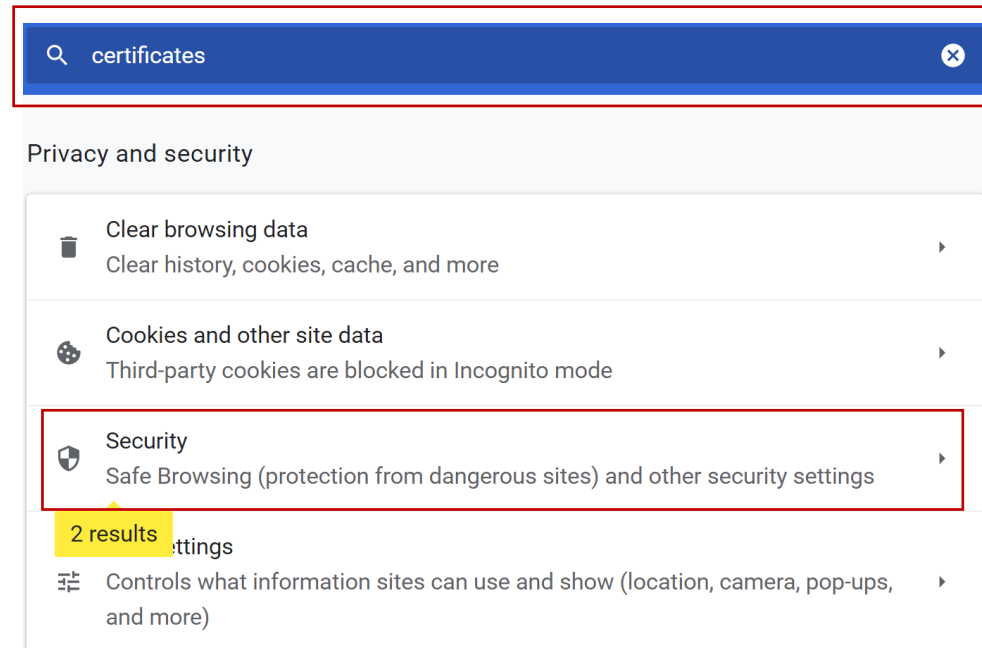 certificates
Privacy and security
Clear browsing data
Clear history, cookies, cache, and more
Cookies and other site data
Third-party cookies are blocked in Incognito mode
Security
Safe Browsing (protection from dangerous sites) and other security settings
2 results
ttings
Controls what information sites can use and show (location, camera, pop-ups,
and more)